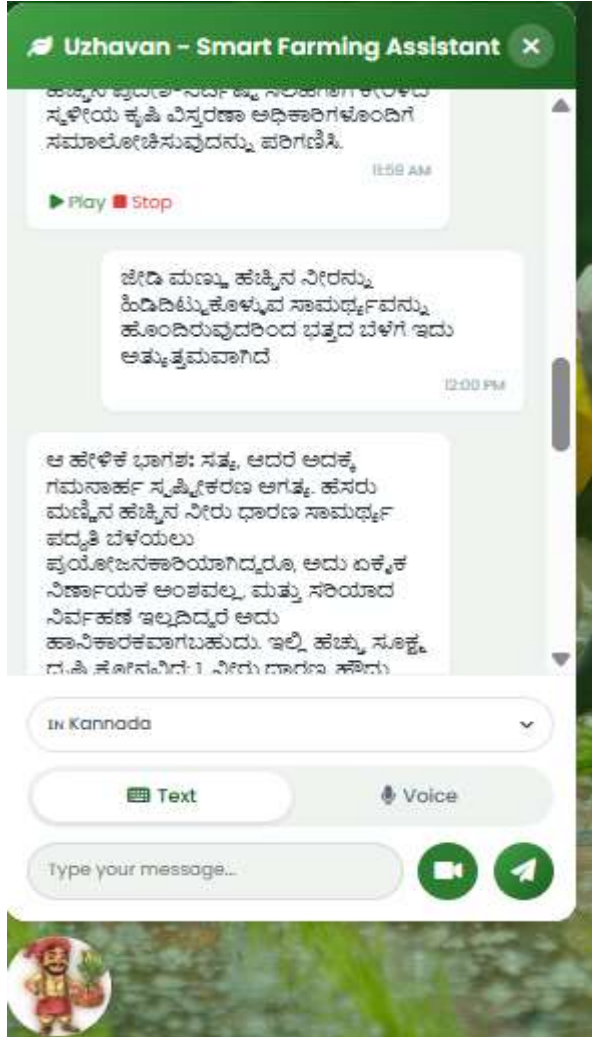 Uzhavan - Smart Farming Assistant
ಸ್ಥಳೀಯ ಕೃಷಿ ವಿಸ್ತರಣಾ ಅಧಿಕಾರಿಗಳೊಂದಿಗೆ
ಸಮಾಲೋಚಿಸುವುದನ್ನು ಪರಿಗಣಿಸಿ.
11:59 AM
Play Stop
ಜೇಡಿ ಮಣ್ಣು ಹೆಚ್ಚಿನ ನೀರನ್ನು
ಹಿಡಿದಿಟ್ಟುಕೊಳ್ಳುವ ಸಾಮರ್ಥ್ಯವನ್ನು
ಹೊಂದಿರುವುದರಿಂದ ಭತ್ತದ ಬೆಳೆಗೆ ಇದು
ಅತ್ಯುತ್ತಮವಾಗಿದೆ
12:00 PM
ಆ ಹೇಳಿಕೆ ಭಾಗಶಃ ಸತ್ಯ, ಆದರೆ ಅದಕ್ಕೆ
ಗಮನಾರ್ಹ ಸ್ಪಷ್ಟೀಕರಣ ಅಗತ್ಯ. ಹೆಸರು
ಮಣ್ಣಿನ ಹೆಚ್ಚಿನ ನೀರು ಧಾರಣ ಸಾಮರ್ಥ್ಯ
ಪದ್ಯತಿ ಬೆಳೆಯಲು
ಪ್ರಯೋಜನಕಾರಿಯಾಗಿದ್ದರೂ, ಅದು ಏಕೈಕ
ನಿರ್ಣಾಯಕ ಅಂಶವಲ್ಲ, ಮತ್ತು ಸರಿಯಾದ
ನಿರ್ವಹಣೆ ಇಲ್ಲದಿದ್ದರೆ ಅದು
ಹಾನಿಕಾರಕವಾಗಬಹುದು. ಇಲ್ಲಿ ಹೆಚ್ಚು ಸೂಕ್ಷ್ಮ
IN Kannada
Text Voice
Type your message...